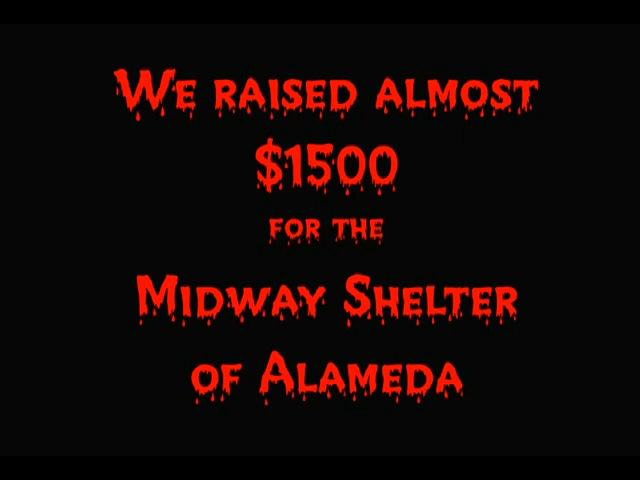 We raised almost
$1500
for the
Midway Shelter
of Alameda